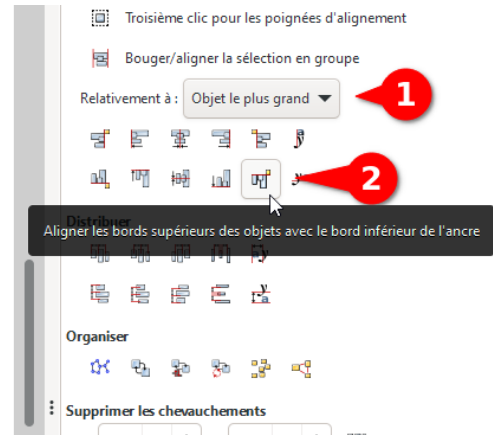 Troisième clic pour les poignées d'alignement
Bouger/aligner la sélection en groupe
Relativement à : Objet le plus grand
1
2
Distribuer
Aligner les bords supérieurs des objets avec le bord inférieur de l'ancre
Organiser
Supprimer les chevauchements